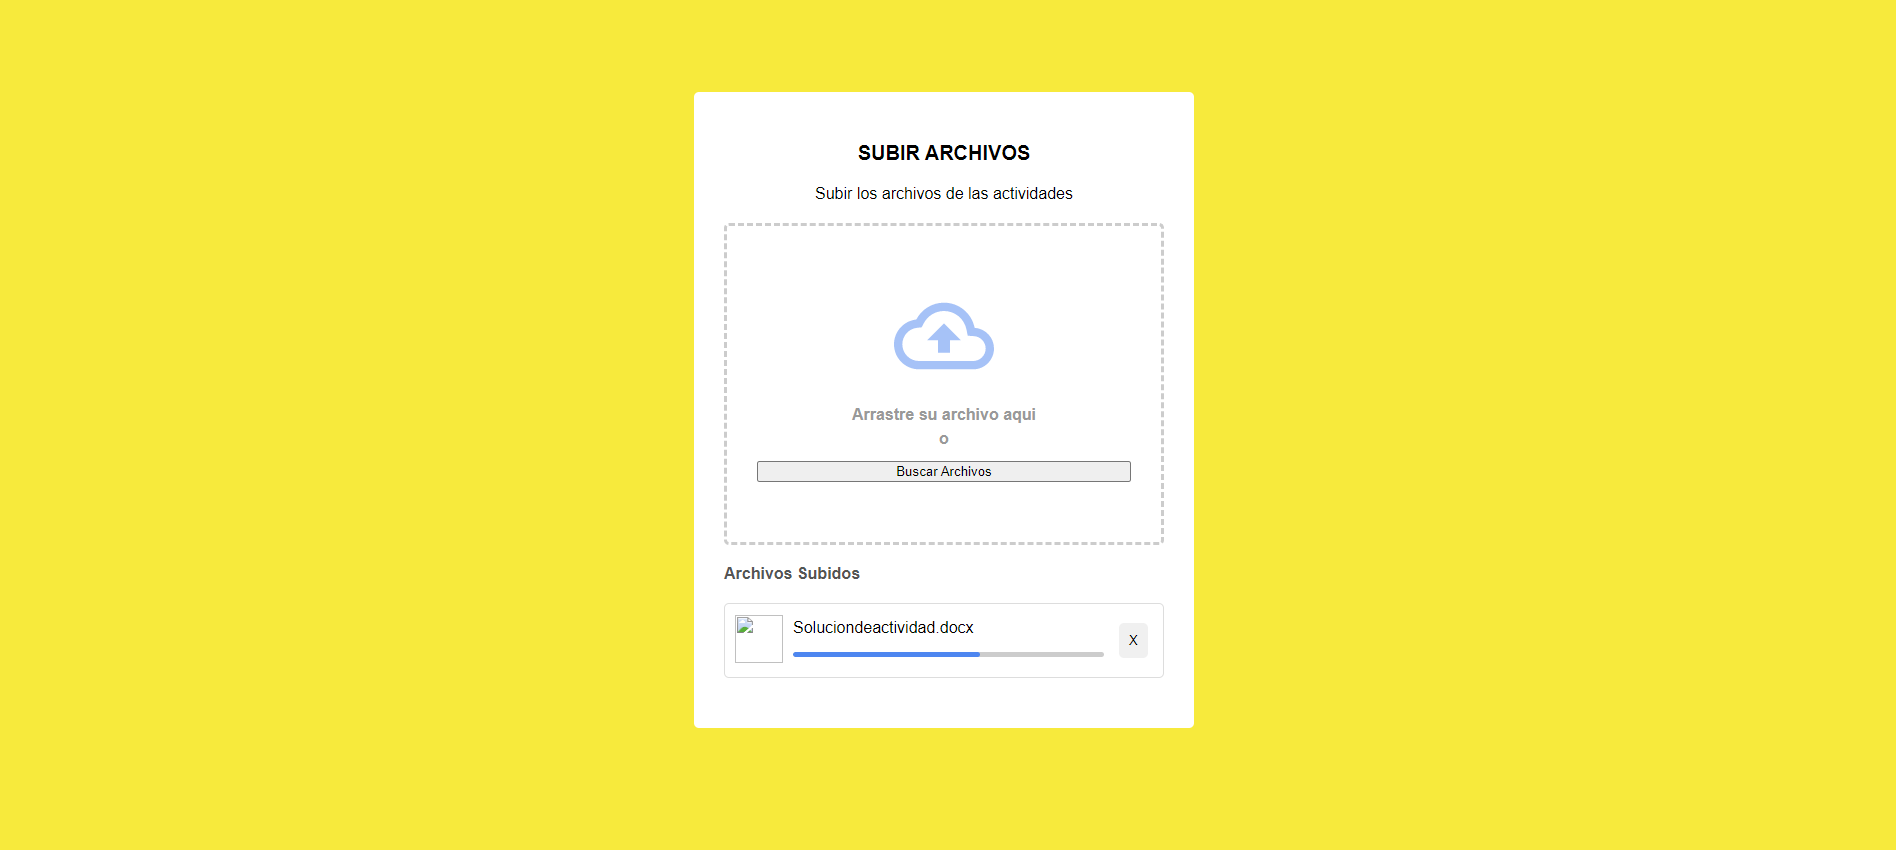 SUBIR ARCHIVOS
Subir los archivos de las actividades
Arrastre su archivo aqui
o
Buscar Archivos
Archivos Subidos
Soluciondeactividad.docx
X